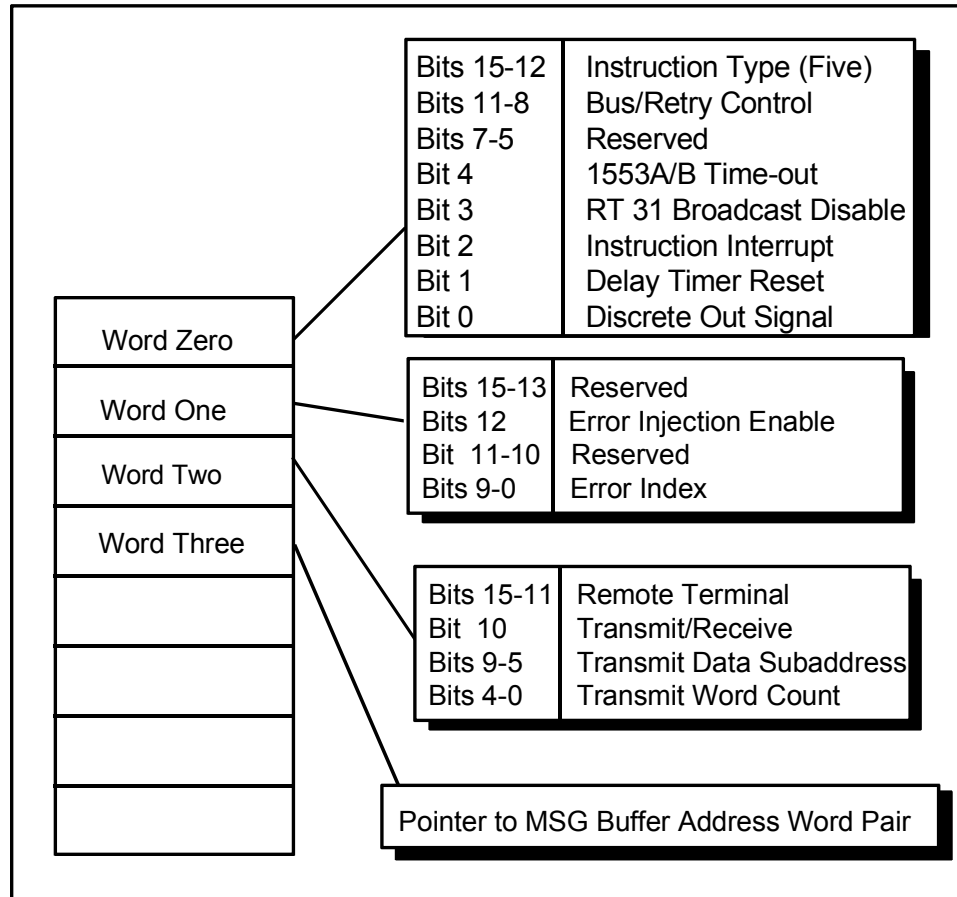 Bits 15-12 Instruction Type (Five)
Bits 11-8 Bus/Retry Control
Bits 7-5 Reserved
Bit 4 1553A/B Time-out
Bit 3 RT 31 Broadcast Disable
Bit 2 Instruction Interrupt
Bit 1 Delay Timer Reset
Bit 0 Discrete Out Signal
Word Zero
Word One
Word Two
Word Three
Bits 15-13 Reserved
Bits 12 Error Injection Enable
Bit 11-10 Reserved
Bits 9-0 Error Index
Bits 15-11 Remote Terminal
Bit 10 Transmit/Receive
Bits 9-5 Transmit Data Subaddress
Bits 4-0 Transmit Word Count
Pointer to MSG Buffer Address Word Pair